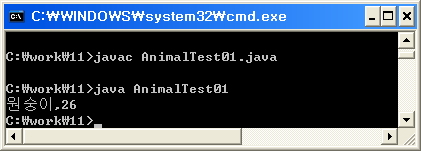 C:₩WINDOWS₩system32₩cmd.exe
C:₩work₩11>javac AnimalTest01.java
C:₩work₩11>java AnimalTest01
원숭이,26
C:₩work₩11>